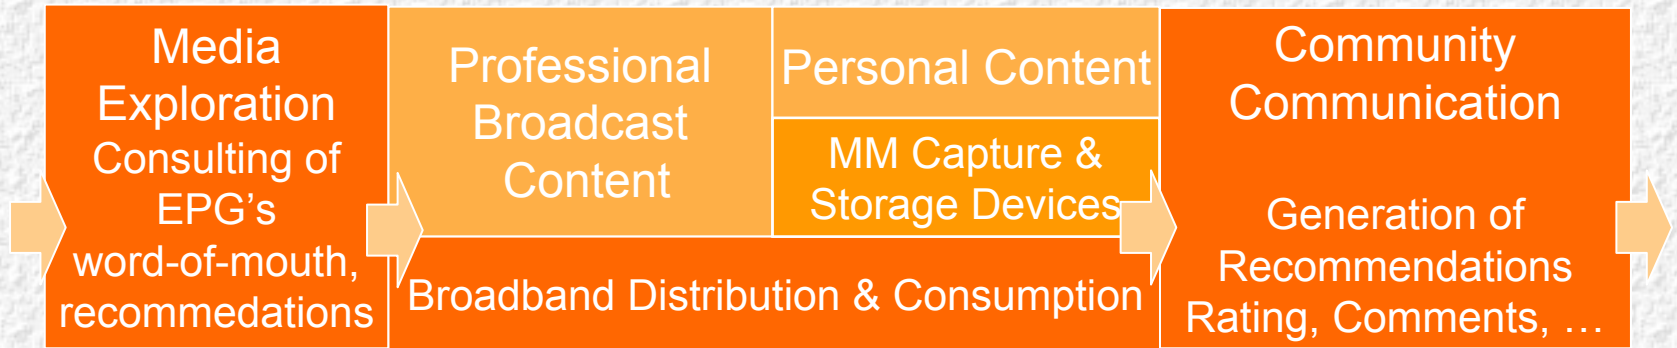 Media
Exploration
Consulting of
EPG’s
word-of-mouth,
recommedations
Professional
Broadcast
Content
Personal Content
MM Capture &
Storage Devices
Broadband Distribution & Consumption
Community
Communication
Generation of
Recommendations
Rating, Comments, …